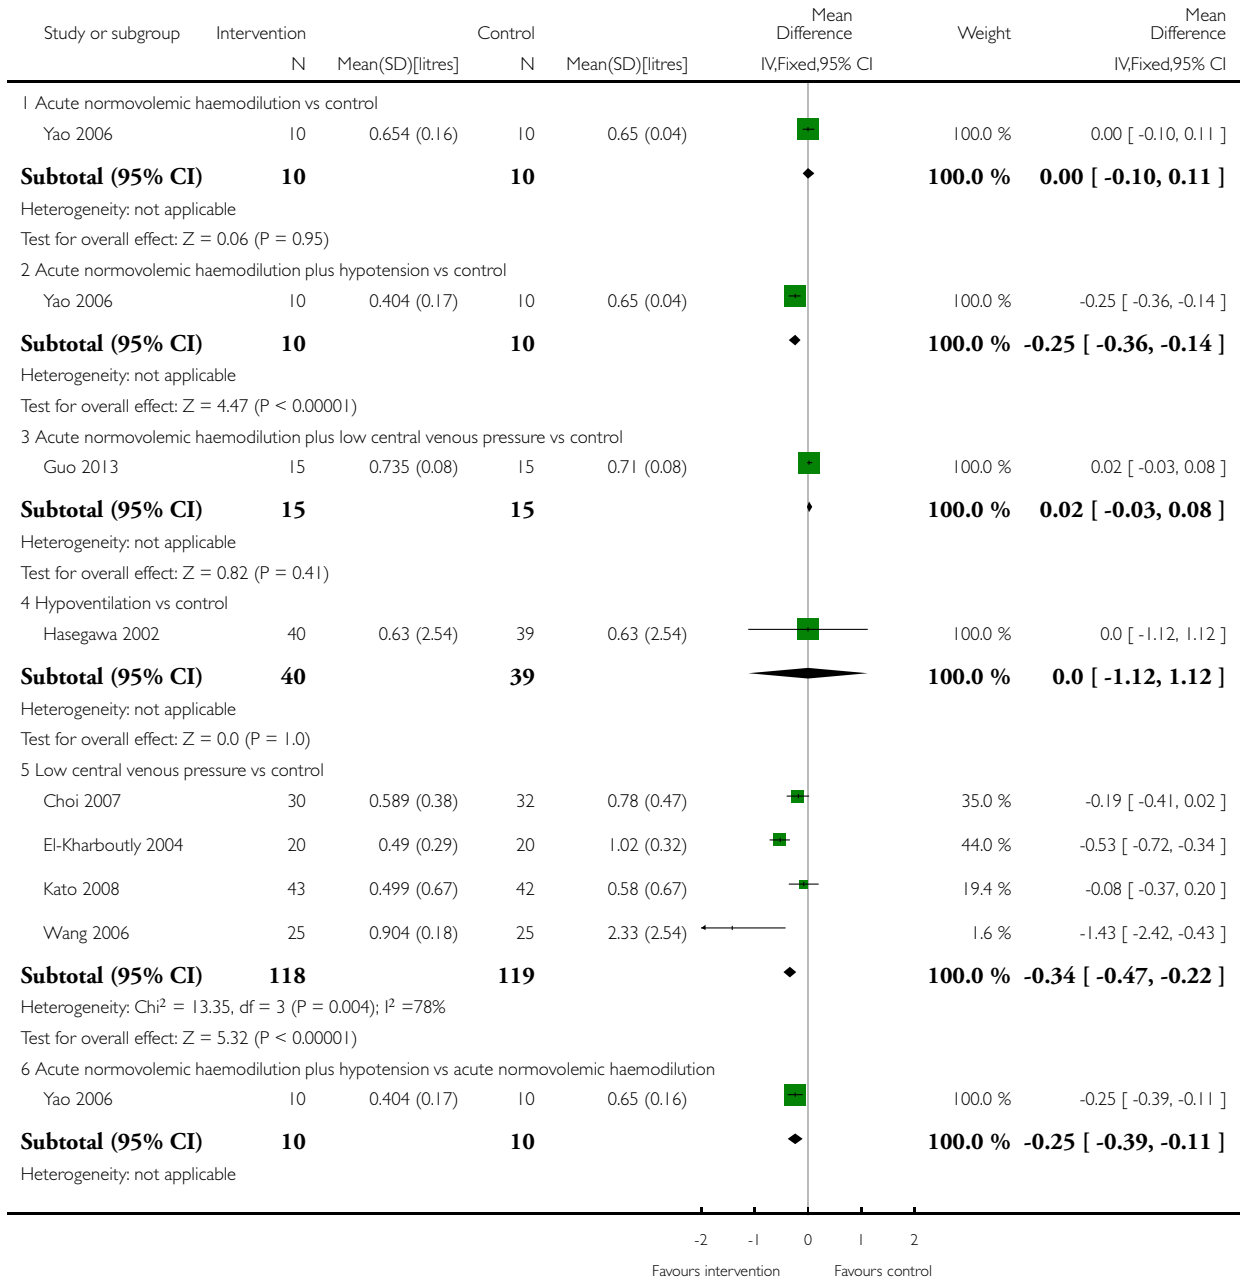 Mean Mean
Study or subgroup Intervention Control Difference Weight Difference
N Mean(SD)[litres] N Mean(SD)[litres] IV,Fixed,95% CI IV,Fixed,95% CI
1 Acute normovolemic haemodilution vs control
Yao 2006 10 0.654 (0.16) 10 0.65 (0.04) 100.0 % 0.00 [ -0.10, 0.11 ]
Subtotal (95% CI) 10 10 100.0 % 0.00 [ -0.10, 0.11 ]
Heterogeneity: not applicable
Test for overall effect: Z = 0.06 (P = 0.95)
2 Acute normovolemic haemodilution plus hypotension vs control
Yao 2006 10 0.404 (0.17) 10 0.65 (0.04) 100.0 % -0.25 [ -0.36, -0.14 ]
Subtotal (95% CI) 10 10 100.0 % -0.25 [ -0.36, -0.14 ]
Heterogeneity: not applicable
Test for overall effect: Z = 4.47 (P < 0.00001)
3 Acute normovolemic haemodilution plus low central venous pressure vs control
Guo 2013 15 0.735 (0.08) 15 0.71 (0.08) 100.0 % 0.02 [ -0.03, 0.08 ]
Subtotal (95% CI) 15 15 100.0 % 0.02 [ -0.03, 0.08 ]
Heterogeneity: not applicable
Test for overall effect: Z = 0.82 (P = 0.41)
4 Hypoventilation vs control
Hasegawa 2002 40 0.63 (2.54) 39 0.63 (2.54) 100.0 % 0.0 [ -1.12, 1.12 ]
Subtotal (95% CI) 40 39 100.0 % 0.0 [ -1.12, 1.12 ]
Heterogeneity: not applicable
Test for overall effect: Z = 0.0 (P = 1.0)
5 Low central venous pressure vs control
Choi 2007 30 0.589 (0.38) 32 0.78 (0.47) 35.0 % -0.19 [ -0.41, 0.02 ]
El-Kharboutly 2004 20 0.49 (0.29) 20 1.02 (0.32) 44.0 % -0.53 [ -0.72, -0.34 ]
Kato 2008 43 0.499 (0.67) 42 0.58 (0.67) 19.4 % -0.08 [ -0.37, 0.20 ]
Wang 2006 25 0.904 (0.18) 25 2.33 (2.54) 1.6 % -1.43 [ -2.42, -0.43 ]
Subtotal (95% CI) 118 119 100.0 % -0.34 [ -0.47, -0.22 ]
Heterogeneity: Chi² = 13.35, df = 3 (P = 0.004); I² =78%
Test for overall effect: Z = 5.32 (P < 0.00001)
6 Acute normovolemic haemodilution plus hypotension vs acute normovolemic haemodilution
Yao 2006 10 0.404 (0.17) 10 0.65 (0.16) 100.0 % -0.25 [ -0.39, -0.11 ]
Subtotal (95% CI) 10 10 100.0 % -0.25 [ -0.39, -0.11 ]
Heterogeneity: not applicable
-2 -1 0 1 2
Favours intervention Favours control